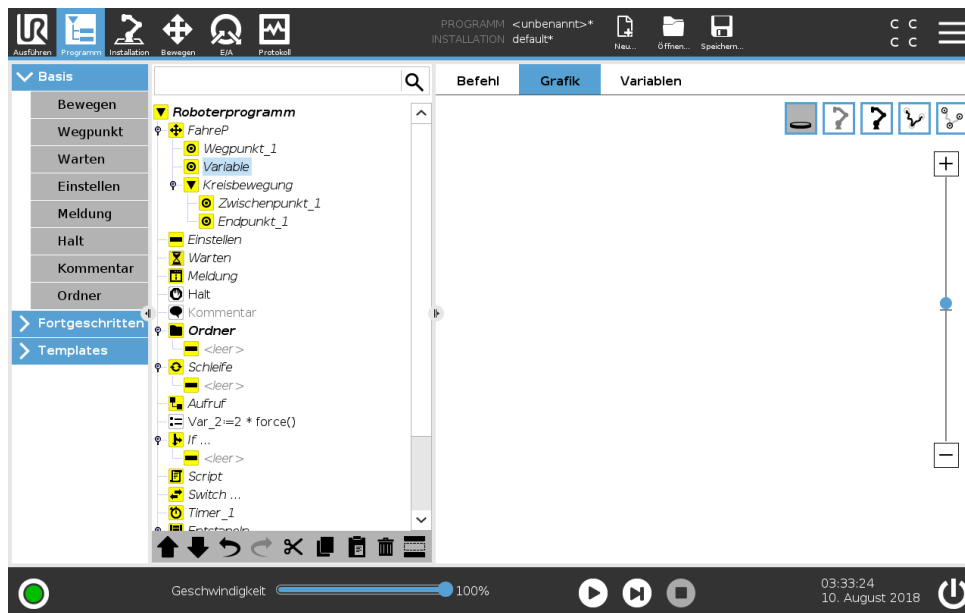 UR
Ausführen Programm Installation Bewegen E/A Protokoll
PROGRAMM <unbenannt>*
INSTALLATION default*
Neu... Öffnen... Speichern...
C C
C C
Basis
Bewegen
Wegpunkt
Warten
Einstellen
Meldung
Halt
Kommentar
Ordner
Fortgeschritten
Templates
Roboterprogramm
FahreP
Wegpunkt_1
Variable
Kreisbewegung
Zwischenpunkt_1
Endpunkt_1
Einstellen
Warten
Meldung
Halt
Kommentar
Ordner
<leer>
Schleife
<leer>
Aufruf
Var_2:=2 * force()
If ...
<leer>
Script
Switch ...
Timer_1
Entstapeln
Befehl Grafik Variablen
Geschwindigkeit 100%
03:33:24
10. August 2018